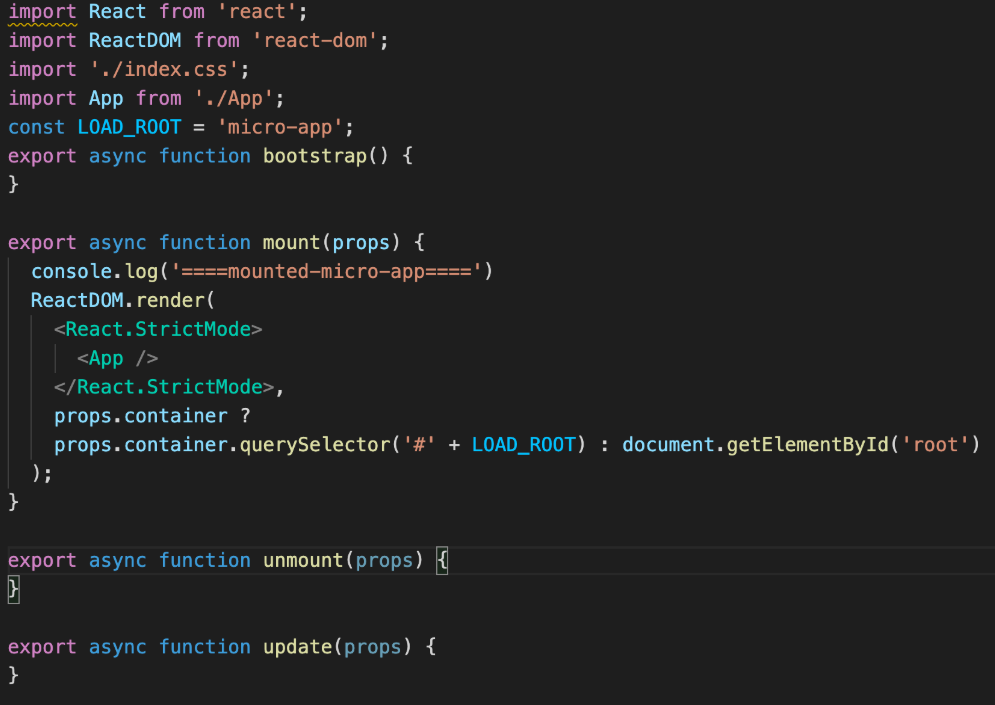 import React from 'react';
import ReactDOM from 'react-dom';
import './index.css';
import App from './App';
const LOAD_ROOT = 'micro-app';
export async function bootstrap() {
}

export async function mount(props) {
  console.log('====mounted-micro-app====')
  ReactDOM.render(
    <React.StrictMode>
      <App />
    </React.StrictMode>,
    props.container ?
    props.container.querySelector('#' + LOAD_ROOT) : document.getElementById('root')
  );
}

export async function unmount(props) {
}

export async function update(props) {
}